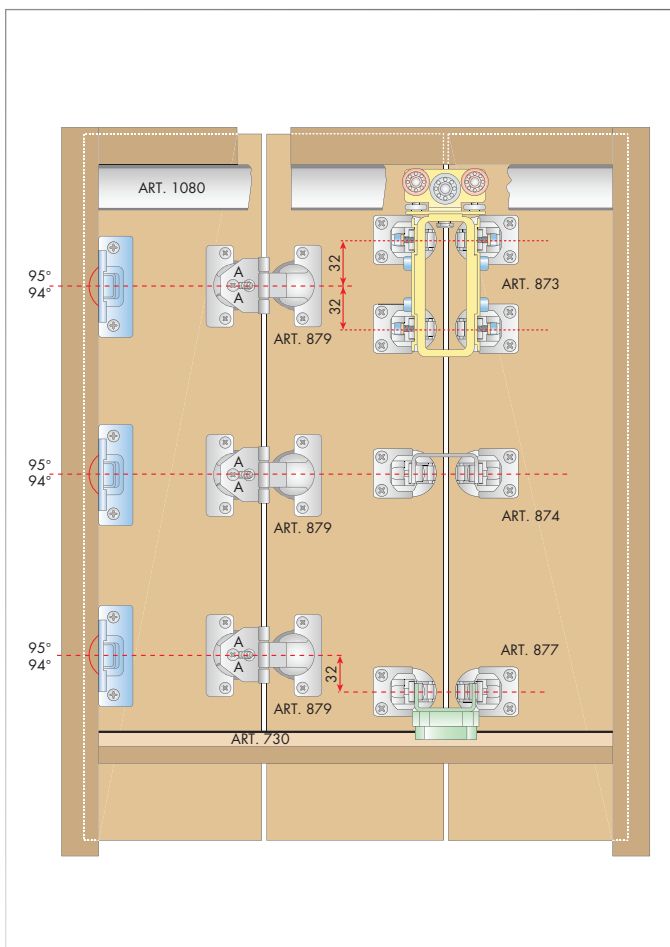 ART. 1080
95°
94°
A
A
32
32
ART. 873
ART. 879
95°
94°
A
A
ART. 879
ART. 874
95°
94°
A
A
32
ART. 877
ART. 879
ART. 730